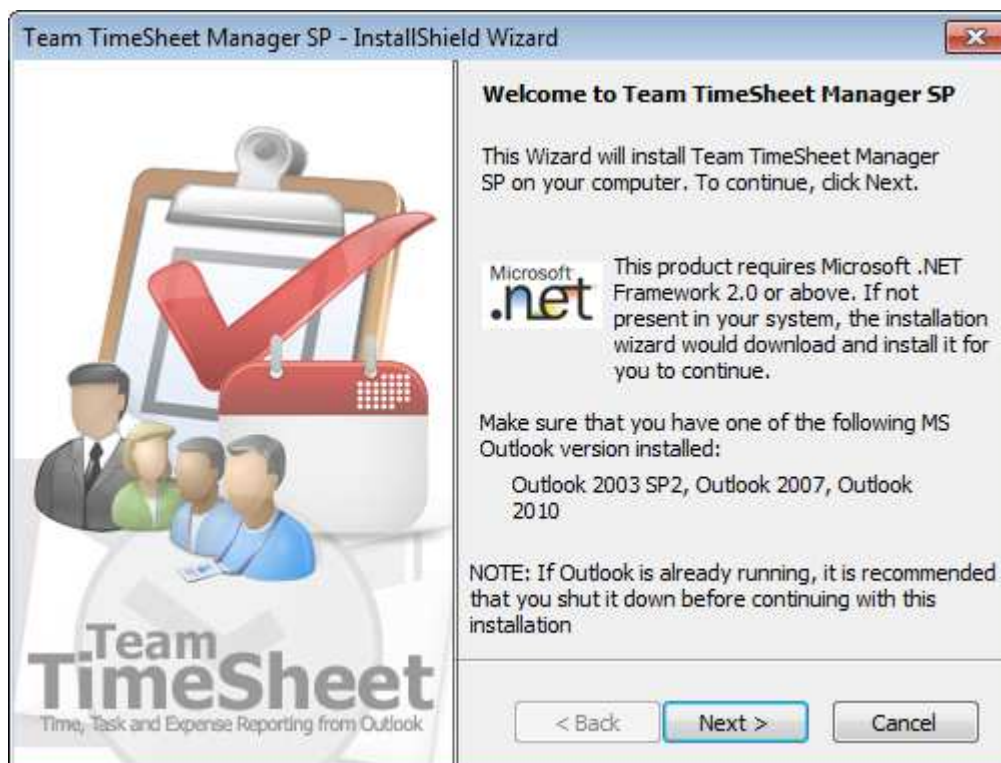 Team TimeSheet Manager SP - InstallShield Wizard
Welcome to Team TimeSheet Manager SP
This Wizard will install Team TimeSheet Manager
SP on your computer. To continue, click Next.
Microsoft
.net
This product requires Microsoft .NET
Framework 2.0 or above. If not
present in your system, the installation
wizard would download and install it for
you to continue.
Make sure that you have one of the following MS
Outlook version installed:
Outlook 2003 SP2, Outlook 2007, Outlook
2010
NOTE: If Outlook is already running, it is recommended
that you shut it down before continuing with this
installation
Team
TimeSheet
Time, Task and Expense Reporting from Outlook
< Back
Next >
Cancel